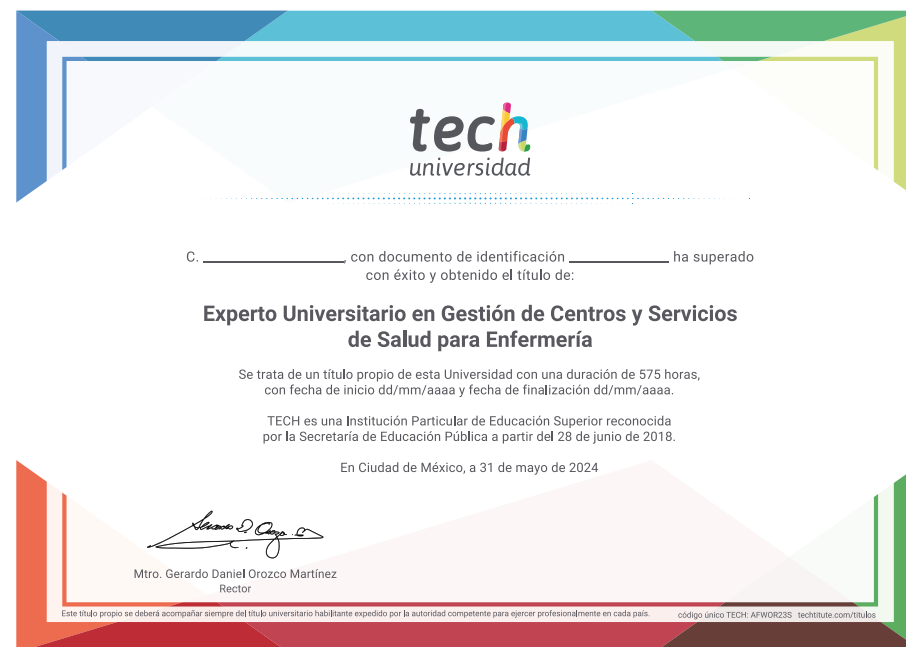 tech
universidad
C. ____________, con documento de identificación ____________ ha superado
con éxito y obtenido el título de:
Experto Universitario en Gestión de Centros y Servicios
de Salud para Enfermería
Se trata de un título propio de esta Universidad con una duración de 575 horas,
con fecha de inicio dd/mm/aaaa y fecha de finalización dd/mm/aaaa.
TECH es una Institución Particular de Educación Superior reconocida
por la Secretaría de Educación Pública a partir del 28 de junio de 2018.
En Ciudad de México, a 31 de mayo de 2024
Mtro. Gerardo Daniel Orozco Martínez
Rector
Este título propio se deberá acompañar siempre del título universitario habilitante expedido por la autoridad competente para ejercer profesionalmente en cada país. código único TECH: AFWOR23S techtitute.com/titulos